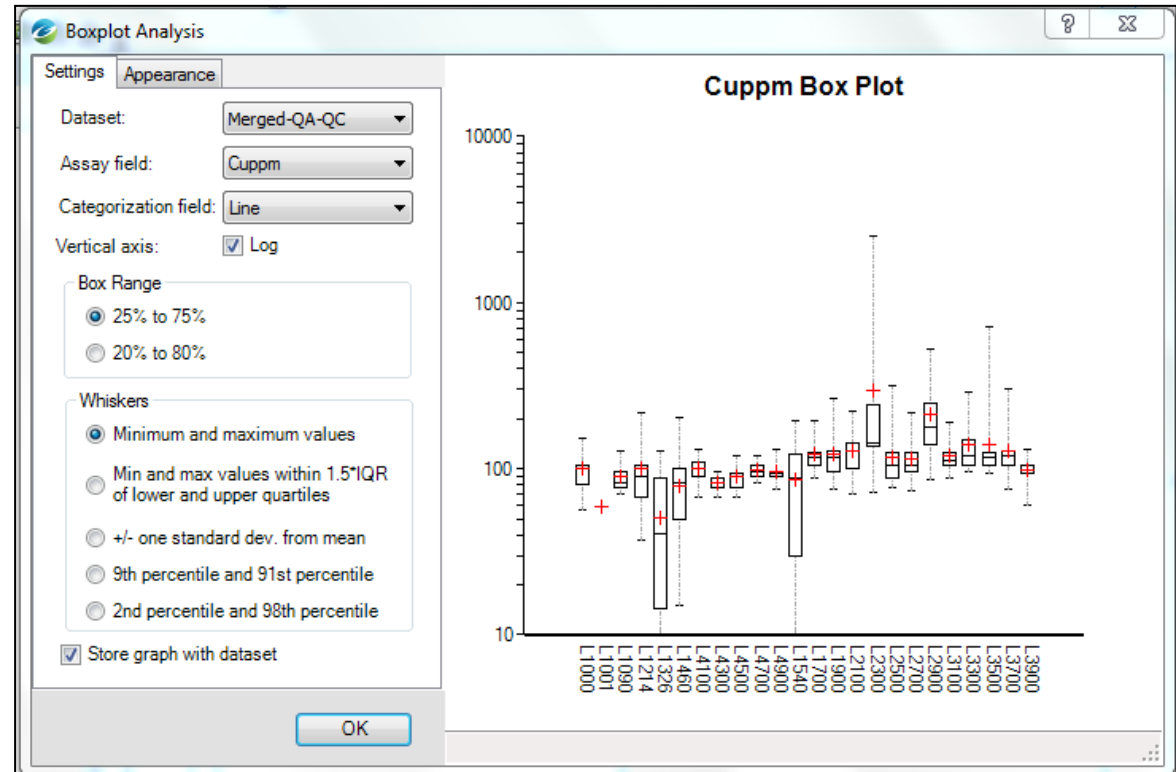 Boxplot Analysis
Settings
Appearance
Dataset:
Merged-QA-QC
Assay field:
Cuppm
Categorization field:
Line
Vertical axis:
Log
Box Range
25% to 75%
20% to 80%
Whiskers
Minimum and maximum values
Min and max values within 1.5*IQR
of lower and upper quartiles
+/- one standard dev. from mean
9th percentile and 91st percentile
2nd percentile and 98th percentile
Store graph with dataset
OK
Cuppm Box Plot
10000
1000
100
10
L1000
L1001
L1090
L1214
L1326
L1460
L4100
L4300
L4500
L4700
L4900
L1540
L1700
L1900
L2100
L2300
L2500
L2700
L2900
L3100
L3300
L3500
L3700
L3900